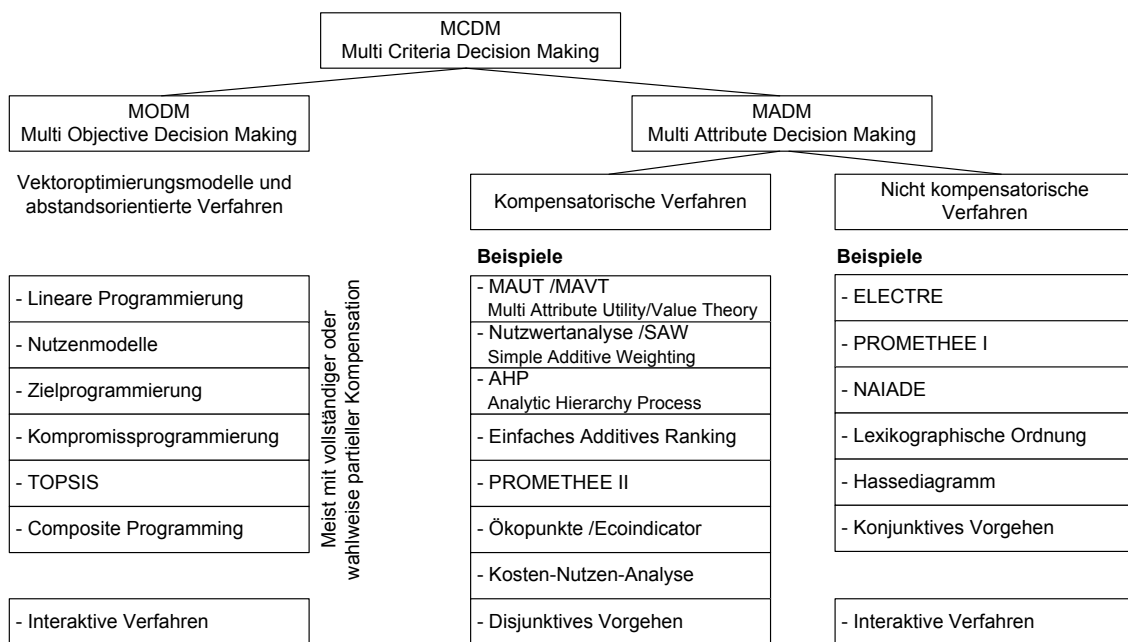 MCDM
Multi Criteria Decision Making
MODM
Multi Objective Decision Making
MADM
Multi Attribute Decision Making
Vektoroptimierungsmodelle und
abstandsorientierte Verfahren
Kompensatorische Verfahren
Nicht kompensatorische
Verfahren
- Lineare Programmierung
- Nutzenmodelle
- Zielprogrammierung
- Kompromissprogrammierung
- TOPSIS
- Composite Programming
- Interaktive Verfahren
Meist mit vollständiger oder
wahlweise partieller Kompensation
Beispiele
- MAUT /MAVT
Multi Attribute Utility/Value Theory
- Nutzwertanalyse /SAW
Simple Additive Weighting
- AHP
Analytic Hierarchy Process
- Einfaches Additives Ranking
- PROMETHEE II
- Ökopunkte /Ecoindicator
- Kosten-Nutzen-Analyse
- Disjunktives Vorgehen
Beispiele
- ELECTRE
- PROMETHEE I
- NAIADE
- Lexikographische Ordnung
- Hassediagramm
- Konjunktives Vorgehen
- Interaktive Verfahren